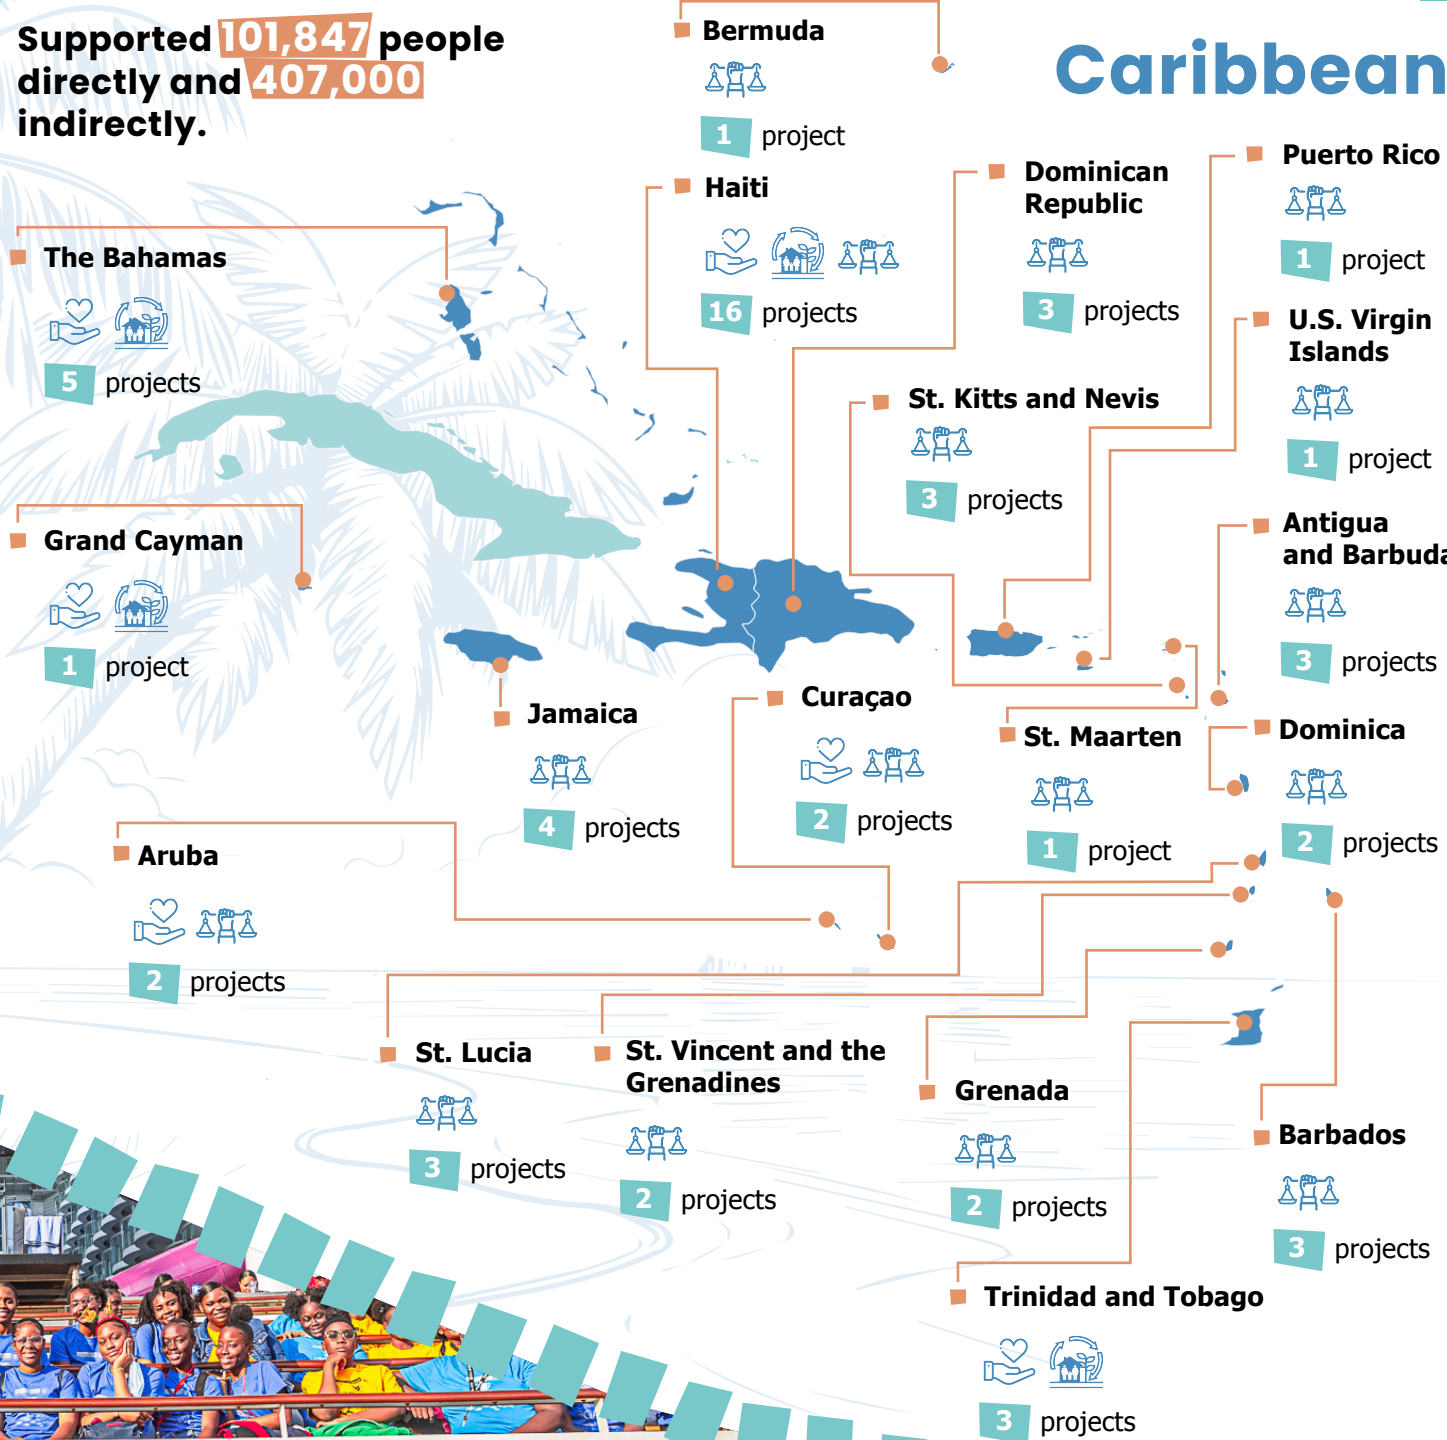 Supported 101,847 people
directly and 407,000
indirectly.
Caribbean
Bermuda
1 project
Haiti
16 projects
Dominican
Republic
3 projects
Puerto Rico
1 project
The Bahamas
5 projects
U.S. Virgin
Islands
1 project
St. Kitts and Nevis
3 projects
Grand Cayman
1 project
Antigua
and Barbuda
3 projects
Jamaica
4 projects
Curaçao
2 projects
St. Maarten
1 project
Dominica
2 projects
Aruba
2 projects
St. Lucia
3 projects
St. Vincent and the
Grenadines
2 projects
Grenada
2 projects
Barbados
3 projects
Trinidad and Tobago
3 projects